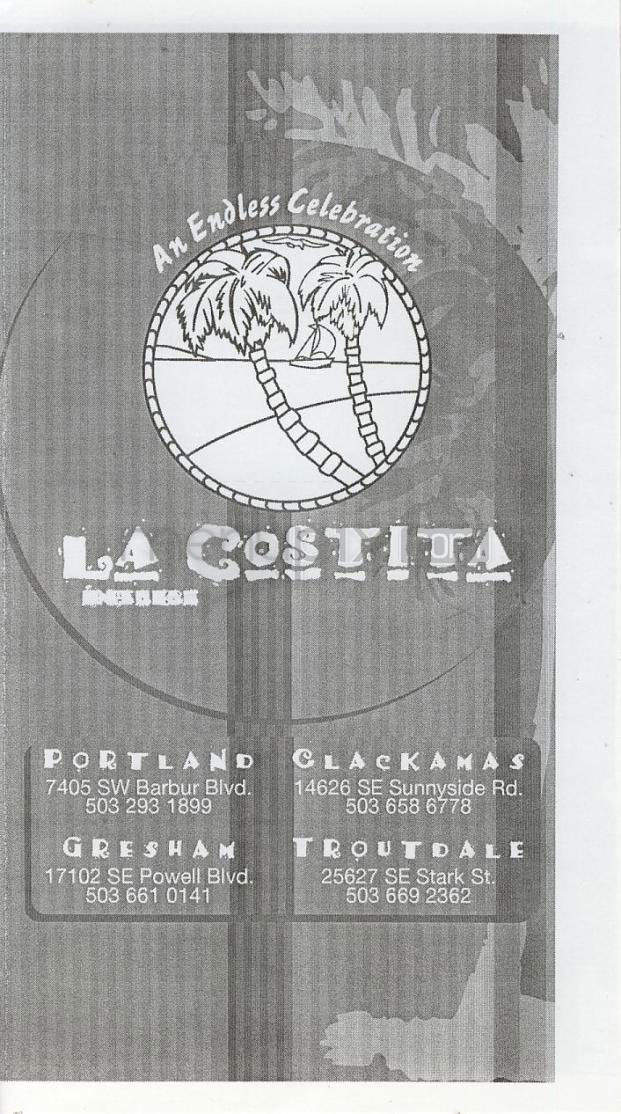 An Endless Celebration
LA COSTITA
PORTLAND
7405 SW Barbur Blvd.
503 293 1899
CLACKAMAS
14626 SE Sunnyside Rd.
503 658 6778
GRESHAM
17102 SE Powell Blvd.
503 661 0141
TROUTDALE
25627 SE Stark St.
503 669 2362